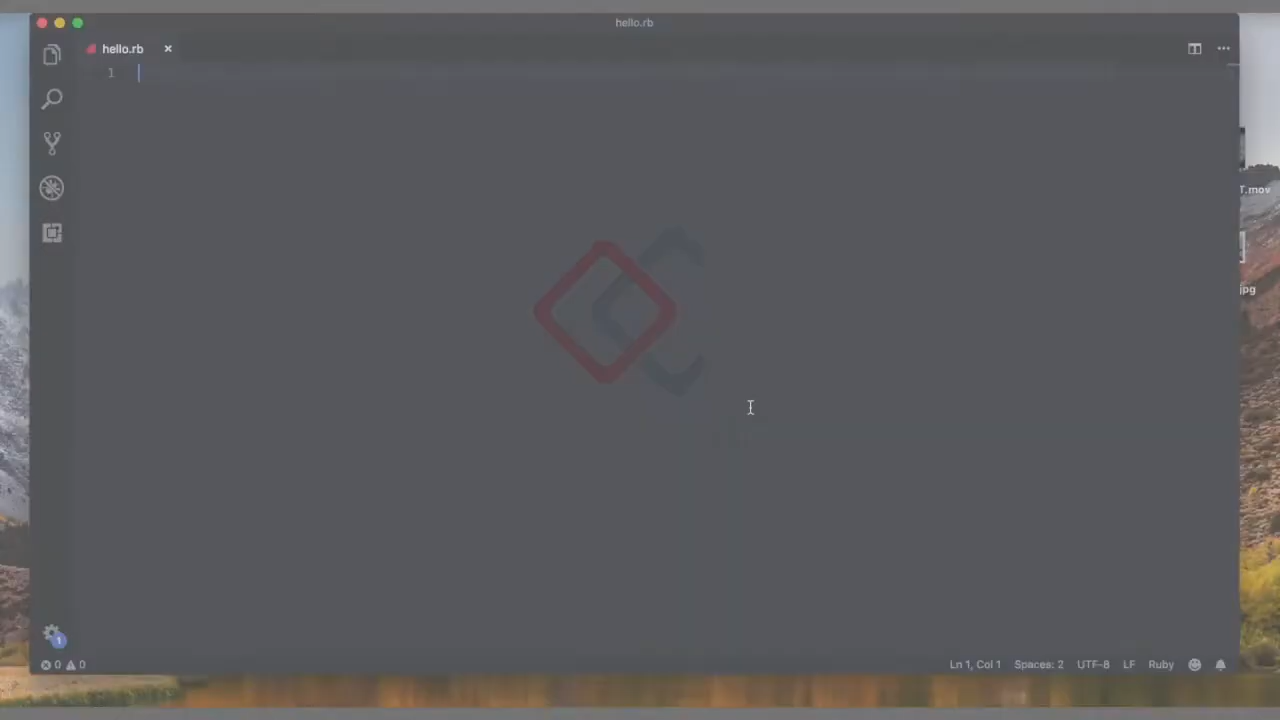 hello.rb
hello.rb
1
T.mov
jpg
1
0 0
Ln 1, Col 1 Spaces: 2 UTF-8 LF Ruby